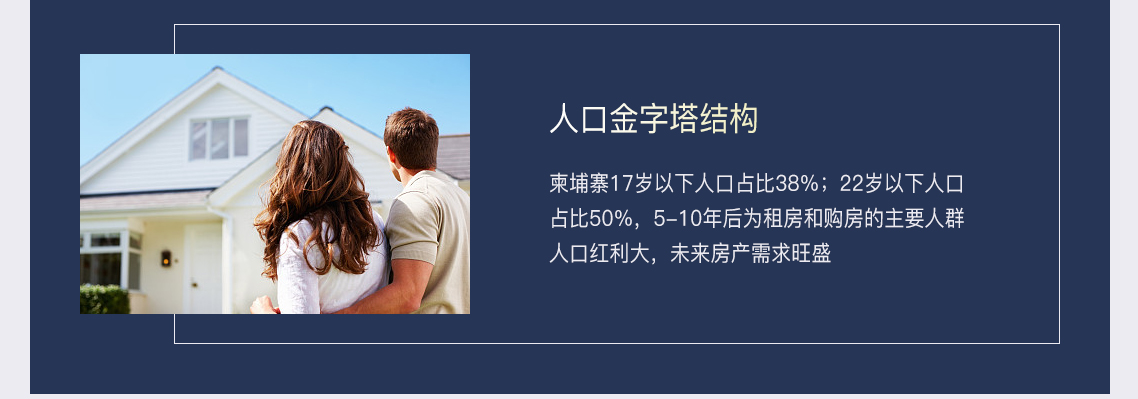 人口金字塔结构
柬埔寨17岁以下人口占比38%；22岁以下人口
占比50%，5-10年后为租房和购房的主要人群
人口红利大，未来房产需求旺盛